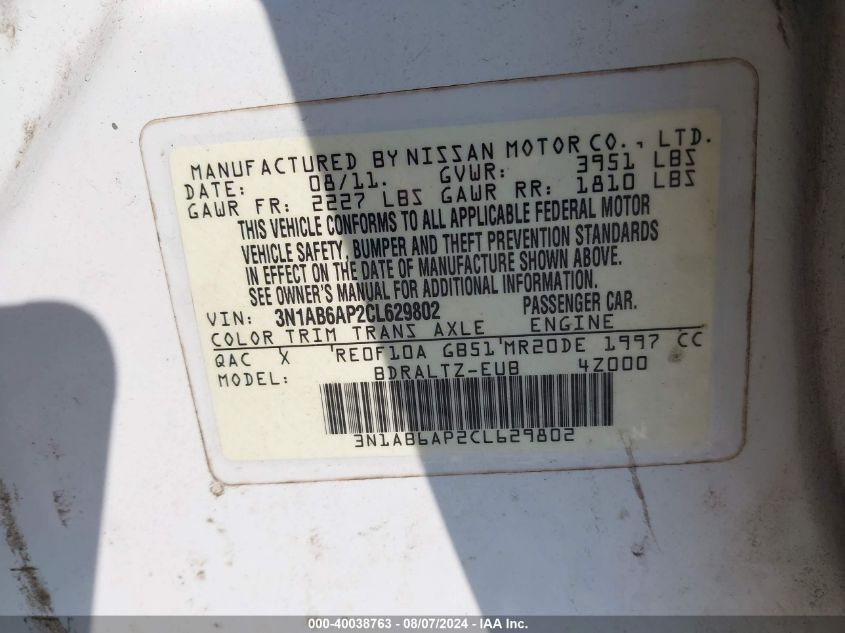 MANUFACTURED BY NISSAN MOTOR CO., LTD.
DATE: 08/11. GVWR: 3951 LBS
GAWR FR: 2227 LBS GAWR RR: 1810 LBS
THIS VEHICLE CONFORMS TO ALL APPLICABLE FEDERAL MOTOR
VEHICLE SAFETY, BUMPER AND THEFT PREVENTION STANDARDS
IN EFFECT ON THE DATE OF MANUFACTURE SHOWN ABOVE.
SEE OWNER'S MANUAL FOR ADDITIONAL INFORMATION.
VIN: 3N1AB6AP2CL629802 PASSENGER CAR.
COLOR TRIM TRANS AXLE ENGINE
QAC X RE0F10A GB51 MR20DE 1997 CC
MODEL: BDRALTZ-EUB 4Z000
3N1AB6AP2CL629802
000-40038763 - 08/07/2024 - IAA Inc.